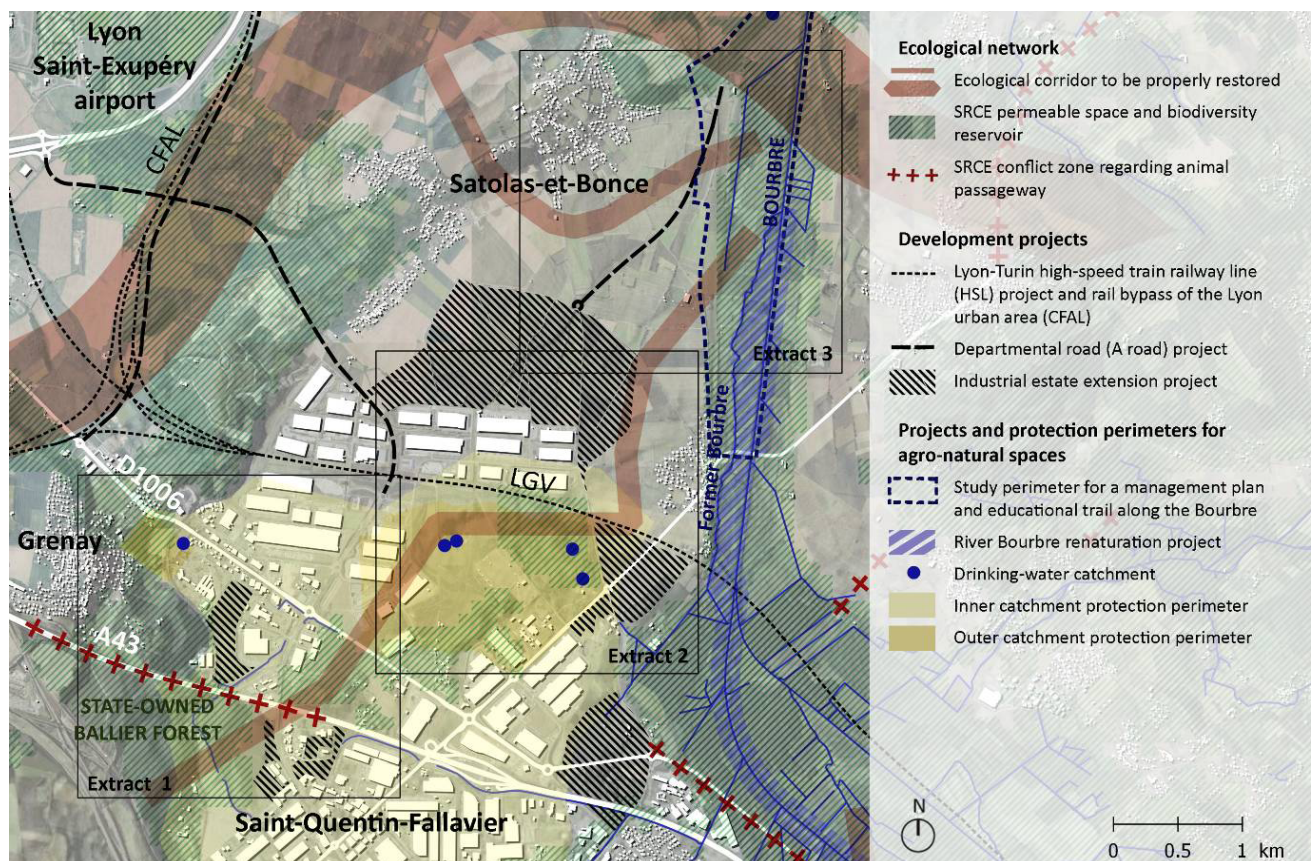 Lyon
Saint-Exupéry
airport
CFAL
Satolas-et-Bonce
BOURBRE
Extract 3
Former Bourbre
LGV
D1006
Grenay
A43
Extract 2
STATE-OWNED
BALLIER FOREST
Extract 1
Saint-Quentin-Fallavier
Ecological network
Ecological corridor to be properly restored
SRCE permeable space and biodiversity
reservoir
SRCE conflict zone regarding animal
passageway
Development projects
Lyon-Turin high-speed train railway line
(HSL) project and rail bypass of the Lyon
urban area (CFAL)
Departmental road (A road) project
Industrial estate extension project
Projects and protection perimeters for
agro-natural spaces
Study perimeter for a management plan
and educational trail along the Bourbre
River Bourbre renaturation project
Drinking-water catchment
Inner catchment protection perimeter
Outer catchment protection perimeter
N
0 0.5 1 km